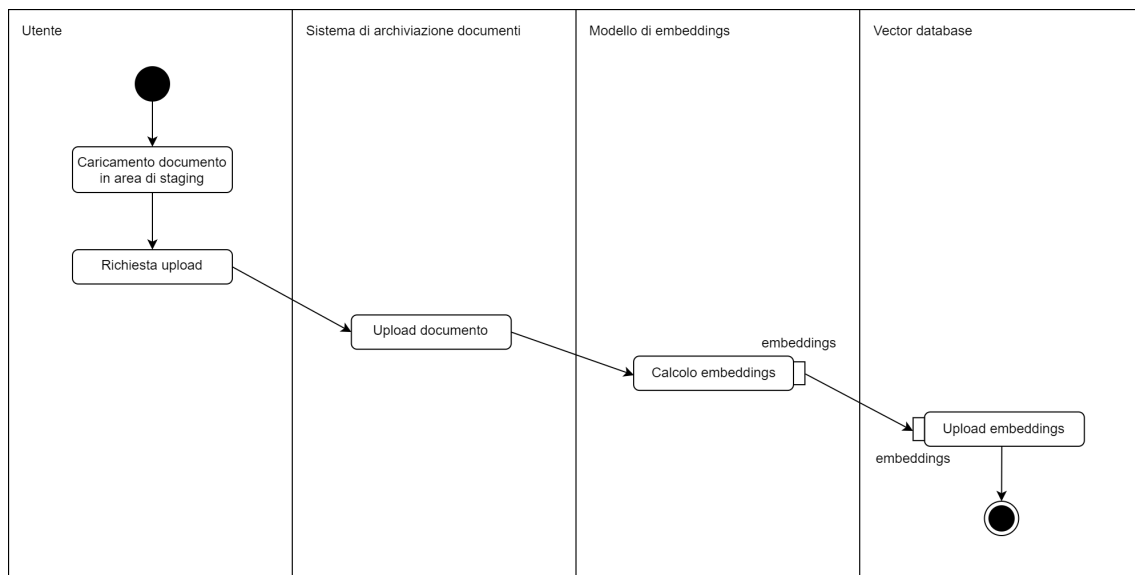 Utente
Sistema di archiviazione documenti
Modello di embeddings
Vector database
Caricamento documento
in area di staging
Richiesta upload
Upload documento
embeddings
Calcolo embeddings
Upload embeddings
embeddings